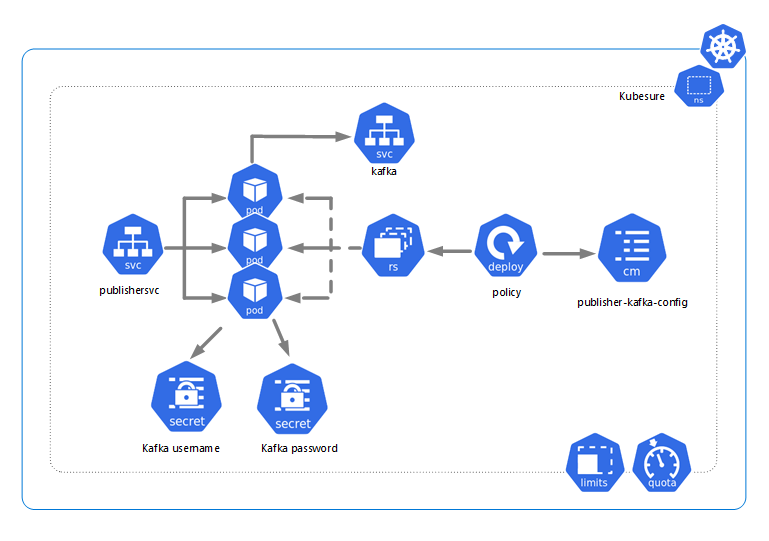 Kubesure
ns
svc
kafka
pod
pod
pod
svc
publishersvc
rs
deploy
policy
cm
publisher-kafka-config
secret
Kafka username
secret
Kafka password
limits
quota